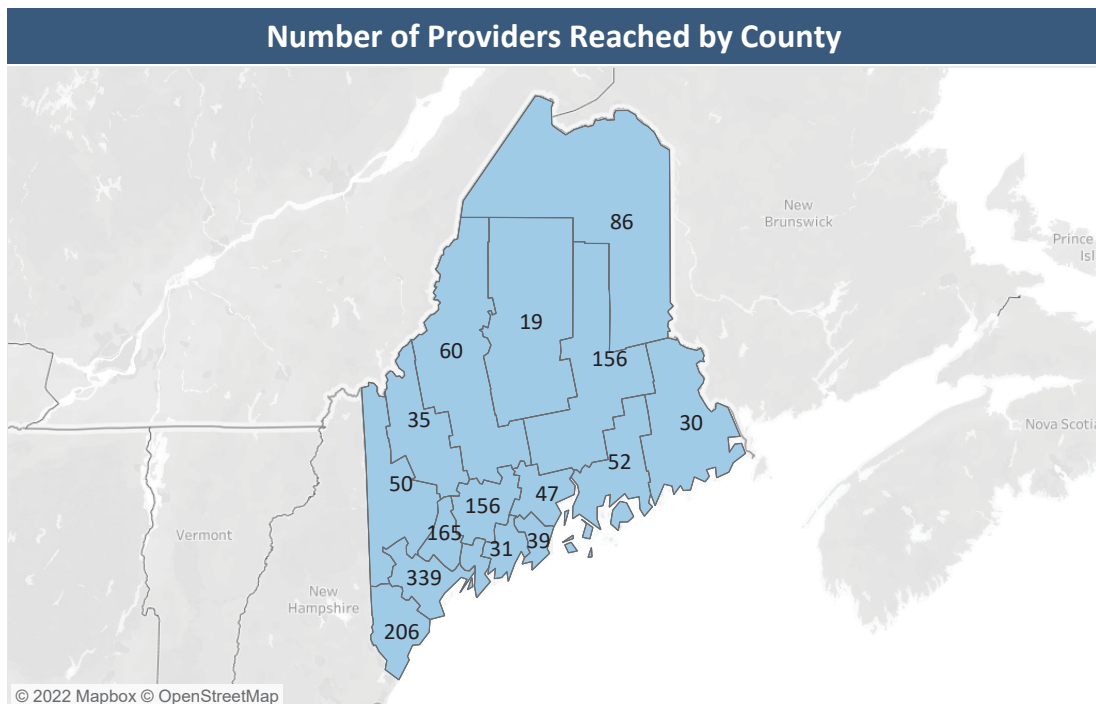 Number of Providers Reached by County
86
New
Brunswick
Prince
Isl
19
60
156
35
30
Nova Scotia
50
52
47
156
165
Vermont
31
39
339
New
Hampshire
206
© 2022 Mapbox © OpenStreetMap